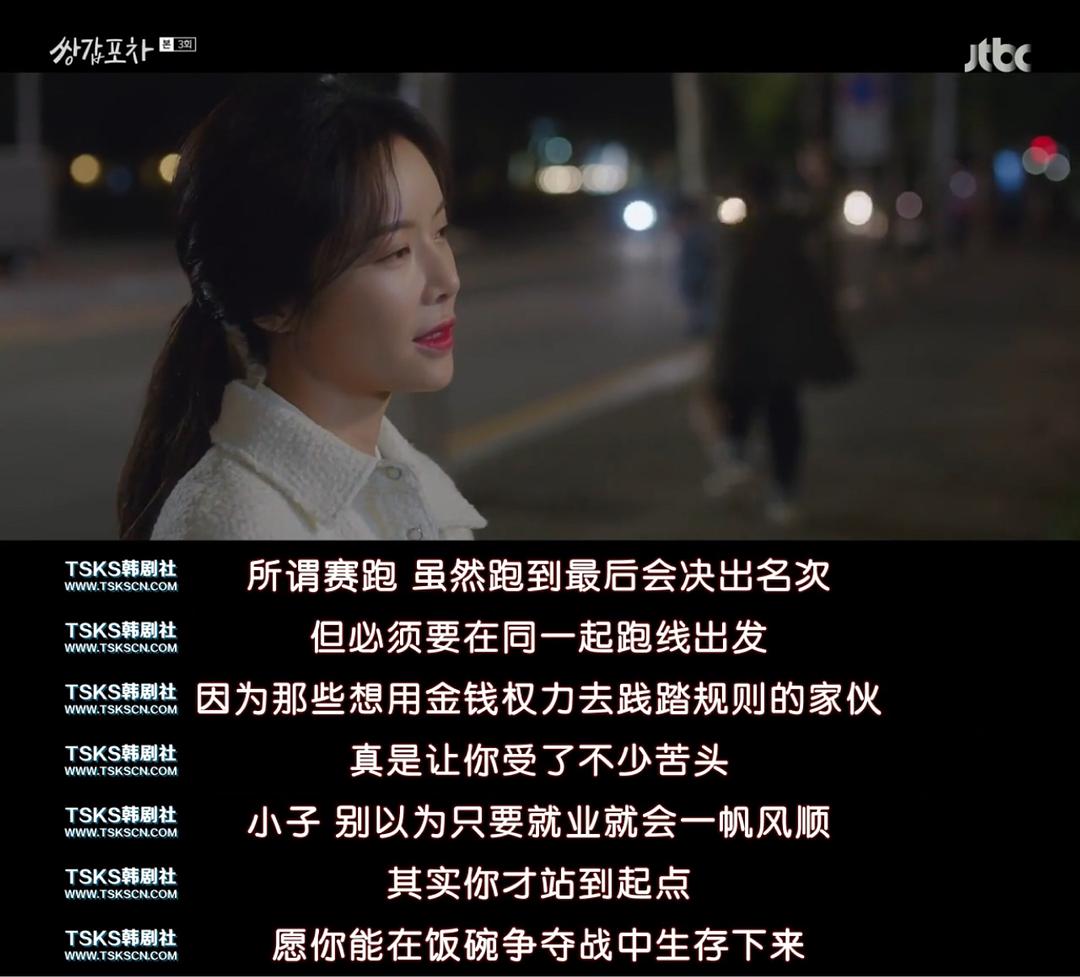 쌍갑포차 본 3회
jtbc
TSKS韩剧社
WWW.TSKSCN.COM
所谓赛跑 虽然跑到最后会决出名次
TSKS韩剧社
WWW.TSKSCN.COM
但必须要在同一起跑线出发
TSKS韩剧社
WWW.TSKSCN.COM
因为那些想用金钱权力去践踏规则的家伙
TSKS韩剧社
WWW.TSKSCN.COM
真是让你受了不少苦头
TSKS韩剧社
WWW.TSKSCN.COM
小子 别以为只要就业就会一帆风顺
TSKS韩剧社
WWW.TSKSCN.COM
其实你才站到起点
TSKS韩剧社
WWW.TSKSCN.COM
愿你能在饭碗争夺战中生存下来